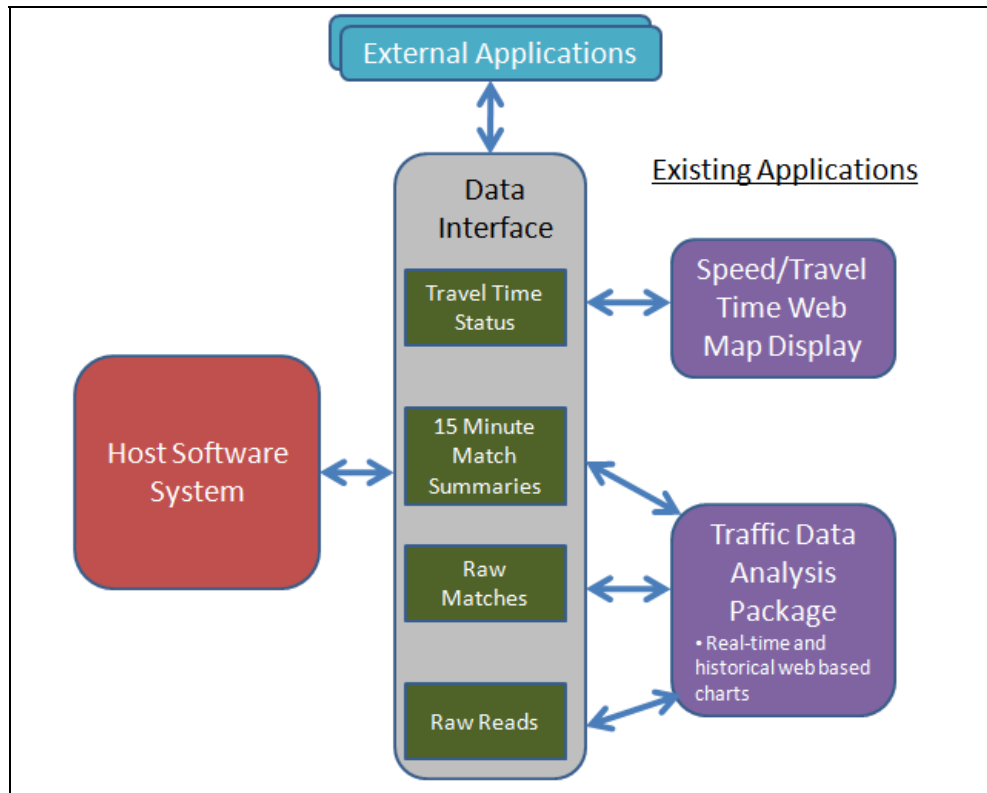 External Applications
Existing Applications
Data
Interface
Travel Time
Status
Speed/Travel
Time Web
Map Display
15 Minute
Match
Summaries
Host Software
System
Raw
Matches
Traffic Data
Analysis
Package
• Real-time and
historical web based
charts
Raw Reads